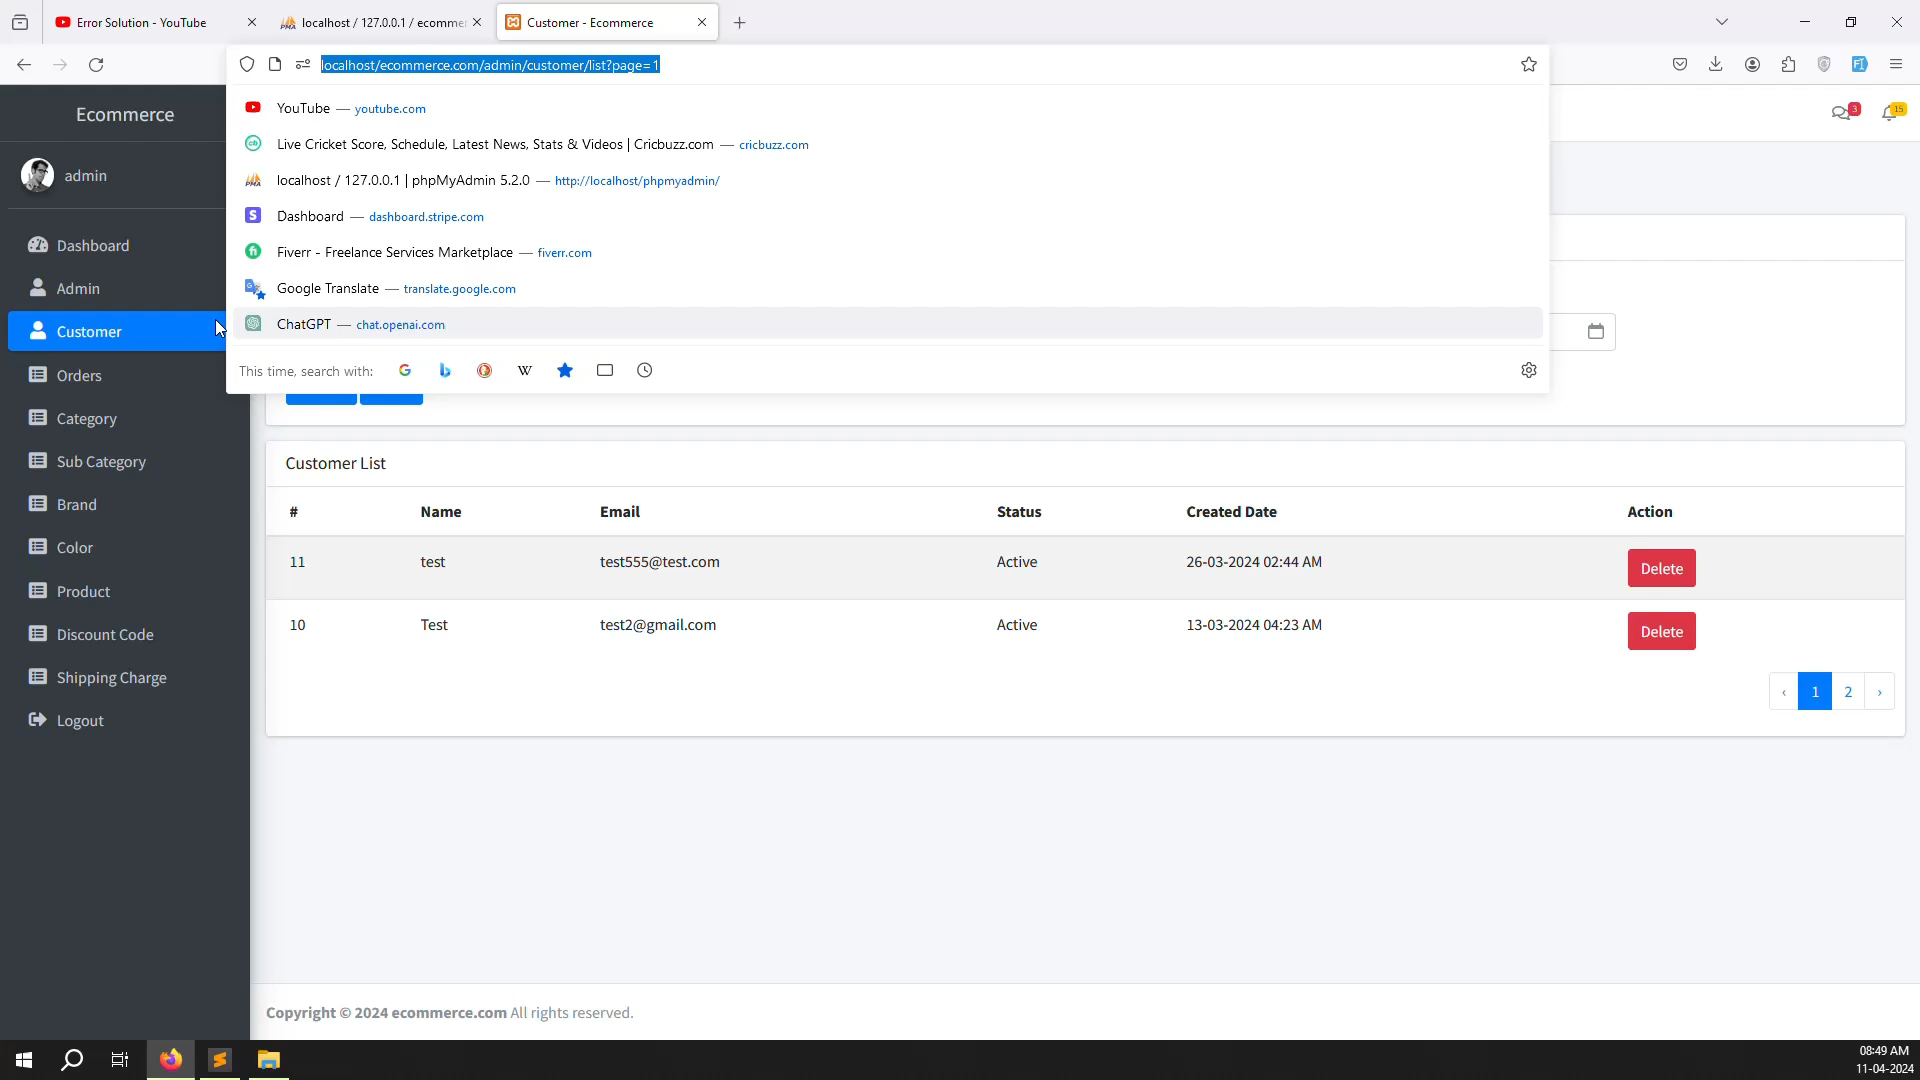 Error Solution - YouTube
localhost / 127.0.0.1 / ecomme
Customer - Ecommerce
localhost/ecommerce.com/admin/customer/list?page=1
YouTube — youtube.com
Live Cricket Score, Schedule, Latest News, Stats & Videos | Cricbuzz.com — cricbuzz.com
localhost / 127.0.0.1 | phpMyAdmin 5.2.0 — http://localhost/phpmyadmin/
Dashboard — dashboard.stripe.com
Fiverr - Freelance Services Marketplace — fiverr.com
Google Translate — translate.google.com
ChatGPT — chat.openai.com
This time, search with:
3
15
Ecommerce
admin
Dashboard
Admin
Customer
Orders
Category
Sub Category
Brand
Color
Product
Discount Code
Shipping Charge
Logout
Customer List
# Name Email Status Created Date Action
11 test test555@test.com Active 26-03-2024 02:44 AM Delete
10 Test test2@gmail.com Active 13-03-2024 04:23 AM Delete
‹ 1 2 ›
Copyright © 2024 ecommerce.com All rights reserved.
08:49 AM
11-04-2024